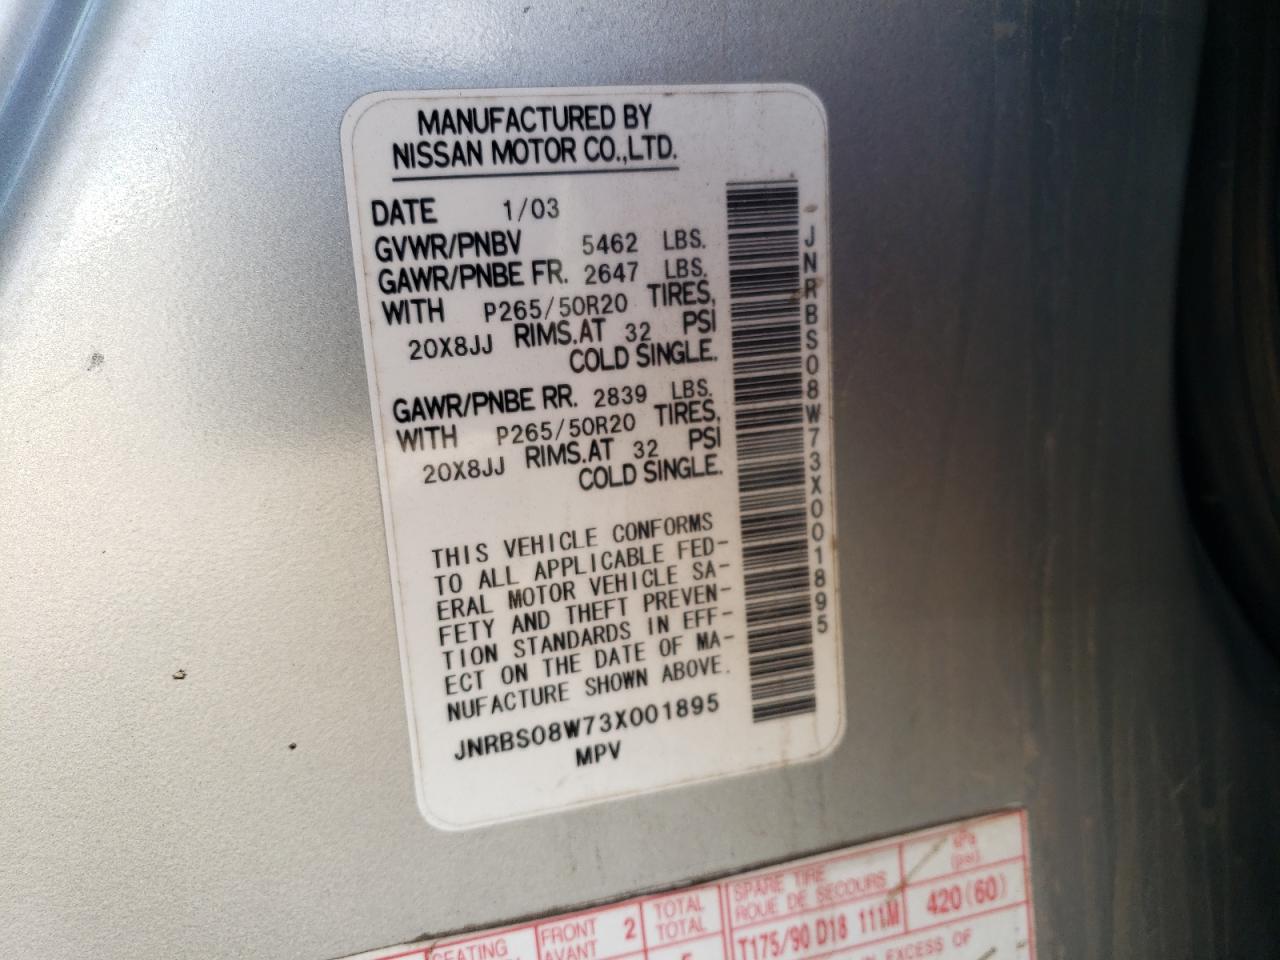 MANUFACTURED BY
NISSAN MOTOR CO.,LTD.
DATE 1/03
GVWR/PNBV 5462 LBS.
GAWR/PNBE FR. 2647 LBS.
WITH P265/50R20 TIRES,
20X8JJ RIMS.AT 32 PSI
COLD SINGLE.
GAWR/PNBE RR. 2839 LBS.
WITH P265/50R20 TIRES,
20X8JJ RIMS.AT 32 PSI
COLD SINGLE.
THIS VEHICLE CONFORMS
TO ALL APPLICABLE FED-
ERAL MOTOR VEHICLE SA-
FETY AND THEFT PREVEN-
TION STANDARDS IN EFF-
ECT ON THE DATE OF MA-
NUFACTURE SHOWN ABOVE.
JNRBS08W73X001895
MPV
JNRBS08W73X001895
FRONT 2 TOTAL
AVANT TOTAL
SPARE TIRE kPa
ROUE DE SECOURS (psi)
T175/90 D18 111M 420(60)
EXCESS OF